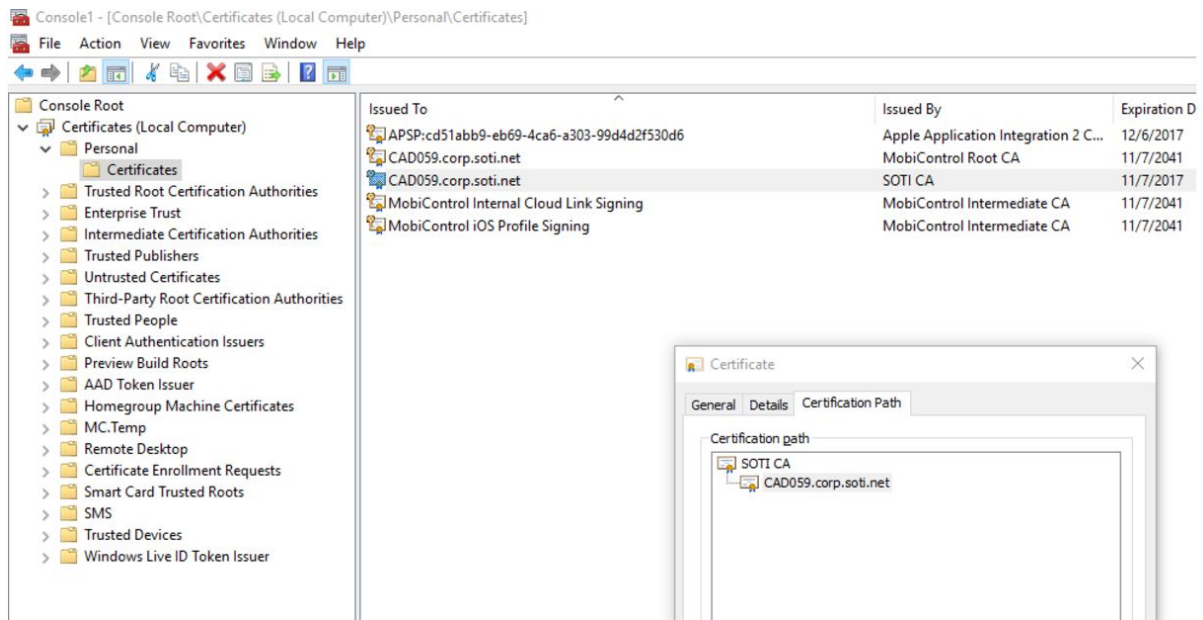 Console1 - [Console Root\Certificates (Local Computer)\Personal\Certificates]
File Action View Favorites Window Help
Console Root
Certificates (Local Computer)
Personal
Certificates
Trusted Root Certification Authorities
Enterprise Trust
Intermediate Certification Authorities
Trusted Publishers
Untrusted Certificates
Third-Party Root Certification Authorities
Trusted People
Client Authentication Issuers
Preview Build Roots
AAD Token Issuer
Homegroup Machine Certificates
MC.Temp
Remote Desktop
Certificate Enrollment Requests
Smart Card Trusted Roots
SMS
Trusted Devices
Windows Live ID Token Issuer
Issued To Issued By Expiration D
APSP:cd51abb9-eb69-4ca6-a303-99d4d2f530d6 Apple Application Integration 2 C... 12/6/2017
CAD059.corp.soti.net MobiControl Root CA 11/7/2041
CAD059.corp.soti.net SOTI CA 11/7/2017
MobiControl Internal Cloud Link Signing MobiControl Intermediate CA 11/7/2041
MobiControl iOS Profile Signing MobiControl Intermediate CA 11/7/2041
Certificate
General Details Certification Path
Certification path
SOTI CA
CAD059.corp.soti.net